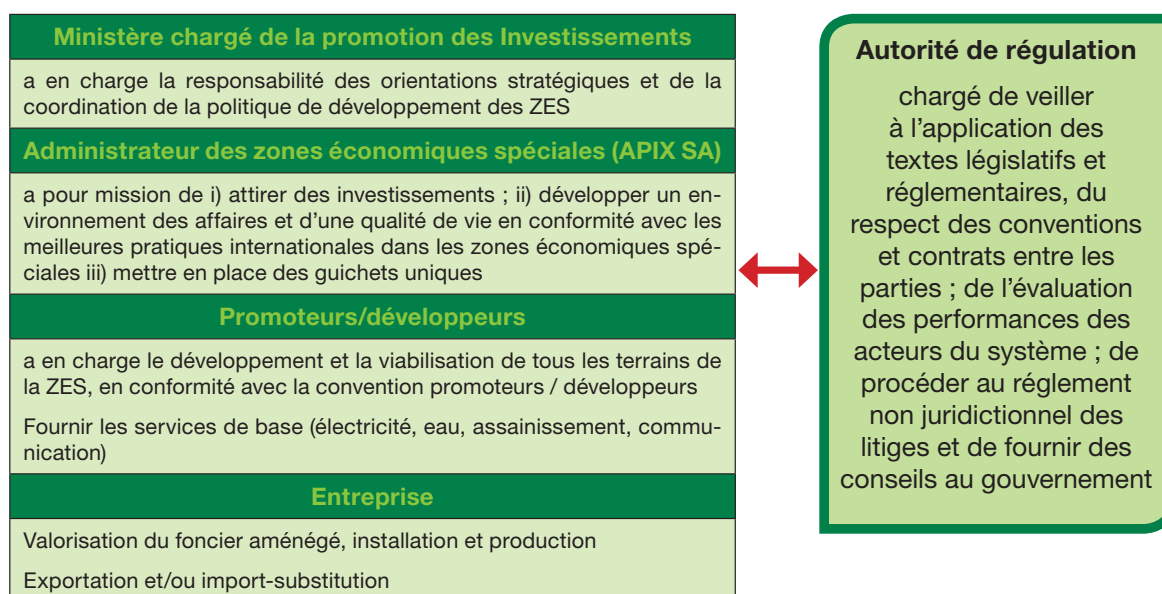 Ministère chargé de la promotion des Investissements
a en charge la responsabilité des orientations stratégiques et de la
coordination de la politique de développement des ZES
Administrateur des zones économiques spéciales (APIX SA)
a pour mission de i) attirer des investissements ; ii) développer un en-
vironnement des affaires et d'une qualité de vie en conformité avec les
meilleures pratiques internationales dans les zones économiques spé-
ciales iii) mettre en place des guichets uniques
Promoteurs/développeurs
a en charge le développement et la viabilisation de tous les terrains de
la ZES, en conformité avec la convention promoteurs / développeurs
Fournir les services de base (électricité, eau, assainissement, commu-
nication)
Entreprise
Valorisation du foncier aménégé, installation et production
Exportation et/ou import-substitution
Autorité de régulation
chargé de veiller
à l'application des
textes législatifs et
réglementaires, du
respect des conventions
et contrats entre les
parties ; de l'évaluation
des performances des
acteurs du système ; de
procéder au réglement
non juridictionnel des
litiges et de fournir des
conseils au gouvernement